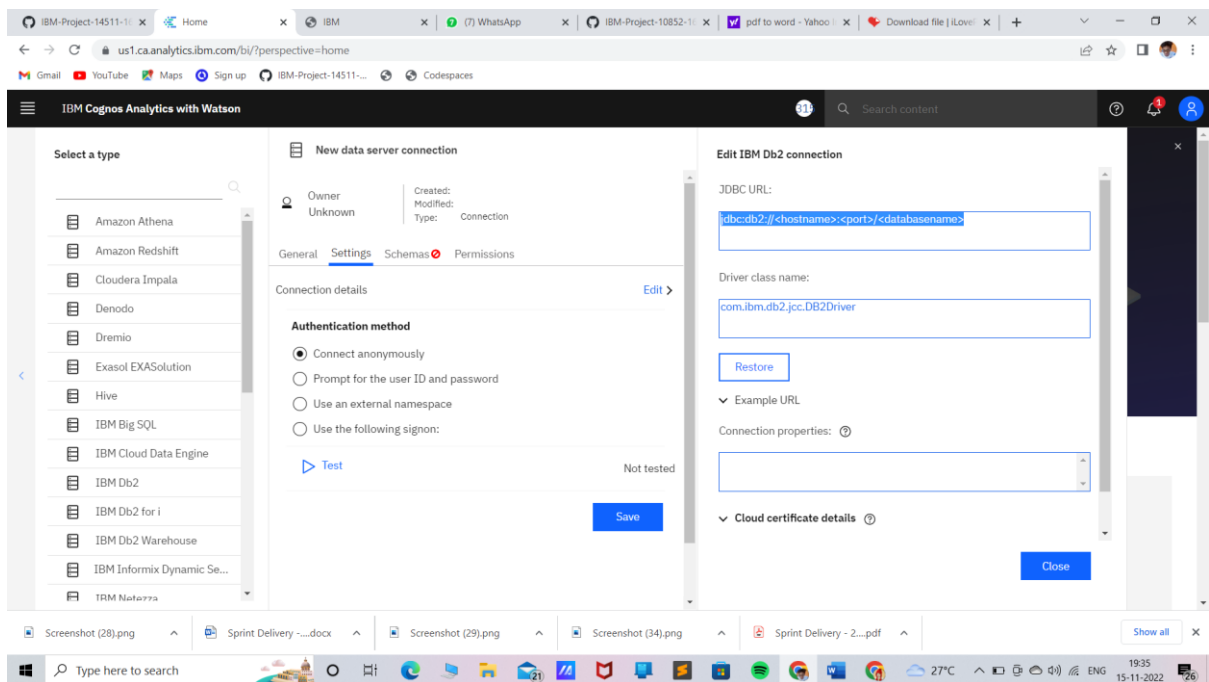 IBM-Project-14511-16
Home
IBM
(7) WhatsApp
IBM-Project-10852-16
pdf to word - Yahoo I
Download file | iLovel
us1.ca.analytics.ibm.com/bi/?perspective=home
Gmail
YouTube
Maps
Sign up
IBM-Project-14511-...
Codespaces
IBM Cognos Analytics with Watson
Search content
1
Select a type
Amazon Athena
Amazon Redshift
Cloudera Impala
Denodo
Dremio
Exasol EXASolution
Hive
IBM Big SQL
IBM Cloud Data Engine
IBM Db2
IBM Db2 for i
IBM Db2 Warehouse
IBM Informix Dynamic Se...
IBM Netezza
New data server connection
Owner
Unknown
Created:
Modified:
Type: Connection
General Settings Schemas Permissions
Connection details Edit
Authentication method
Connect anonymously
Prompt for the user ID and password
Use an external namespace
Use the following signon:
Test Not tested
Save
Edit IBM Db2 connection
JDBC URL:
jdbc:db2://<hostname>:<port>/<databasename>
Driver class name:
com.ibm.db2.jcc.DB2Driver
Restore
Example URL
Connection properties:
Cloud certificate details
Close
Screenshot (28).png
Sprint Delivery -....docx
Screenshot (29).png
Screenshot (34).png
Sprint Delivery - 2....pdf
Show all
Type here to search
21
27°C
ENG
19:35
15-11-2022
26